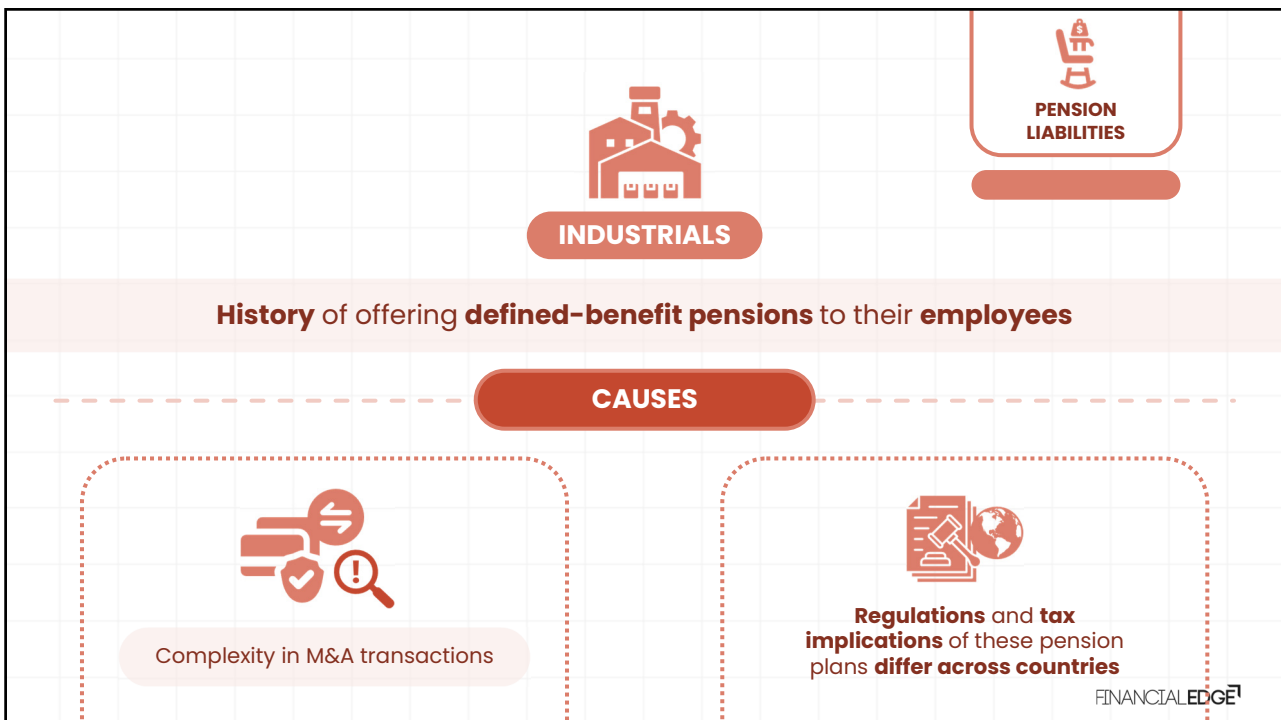 PENSION
LIABILITIES
INDUSTRIALS
History of offering defined-benefit pensions to their employees
CAUSES
Complexity in M&A transactions
Regulations and tax
implications of these pension
plans differ across countries
FINANCIALEDGE